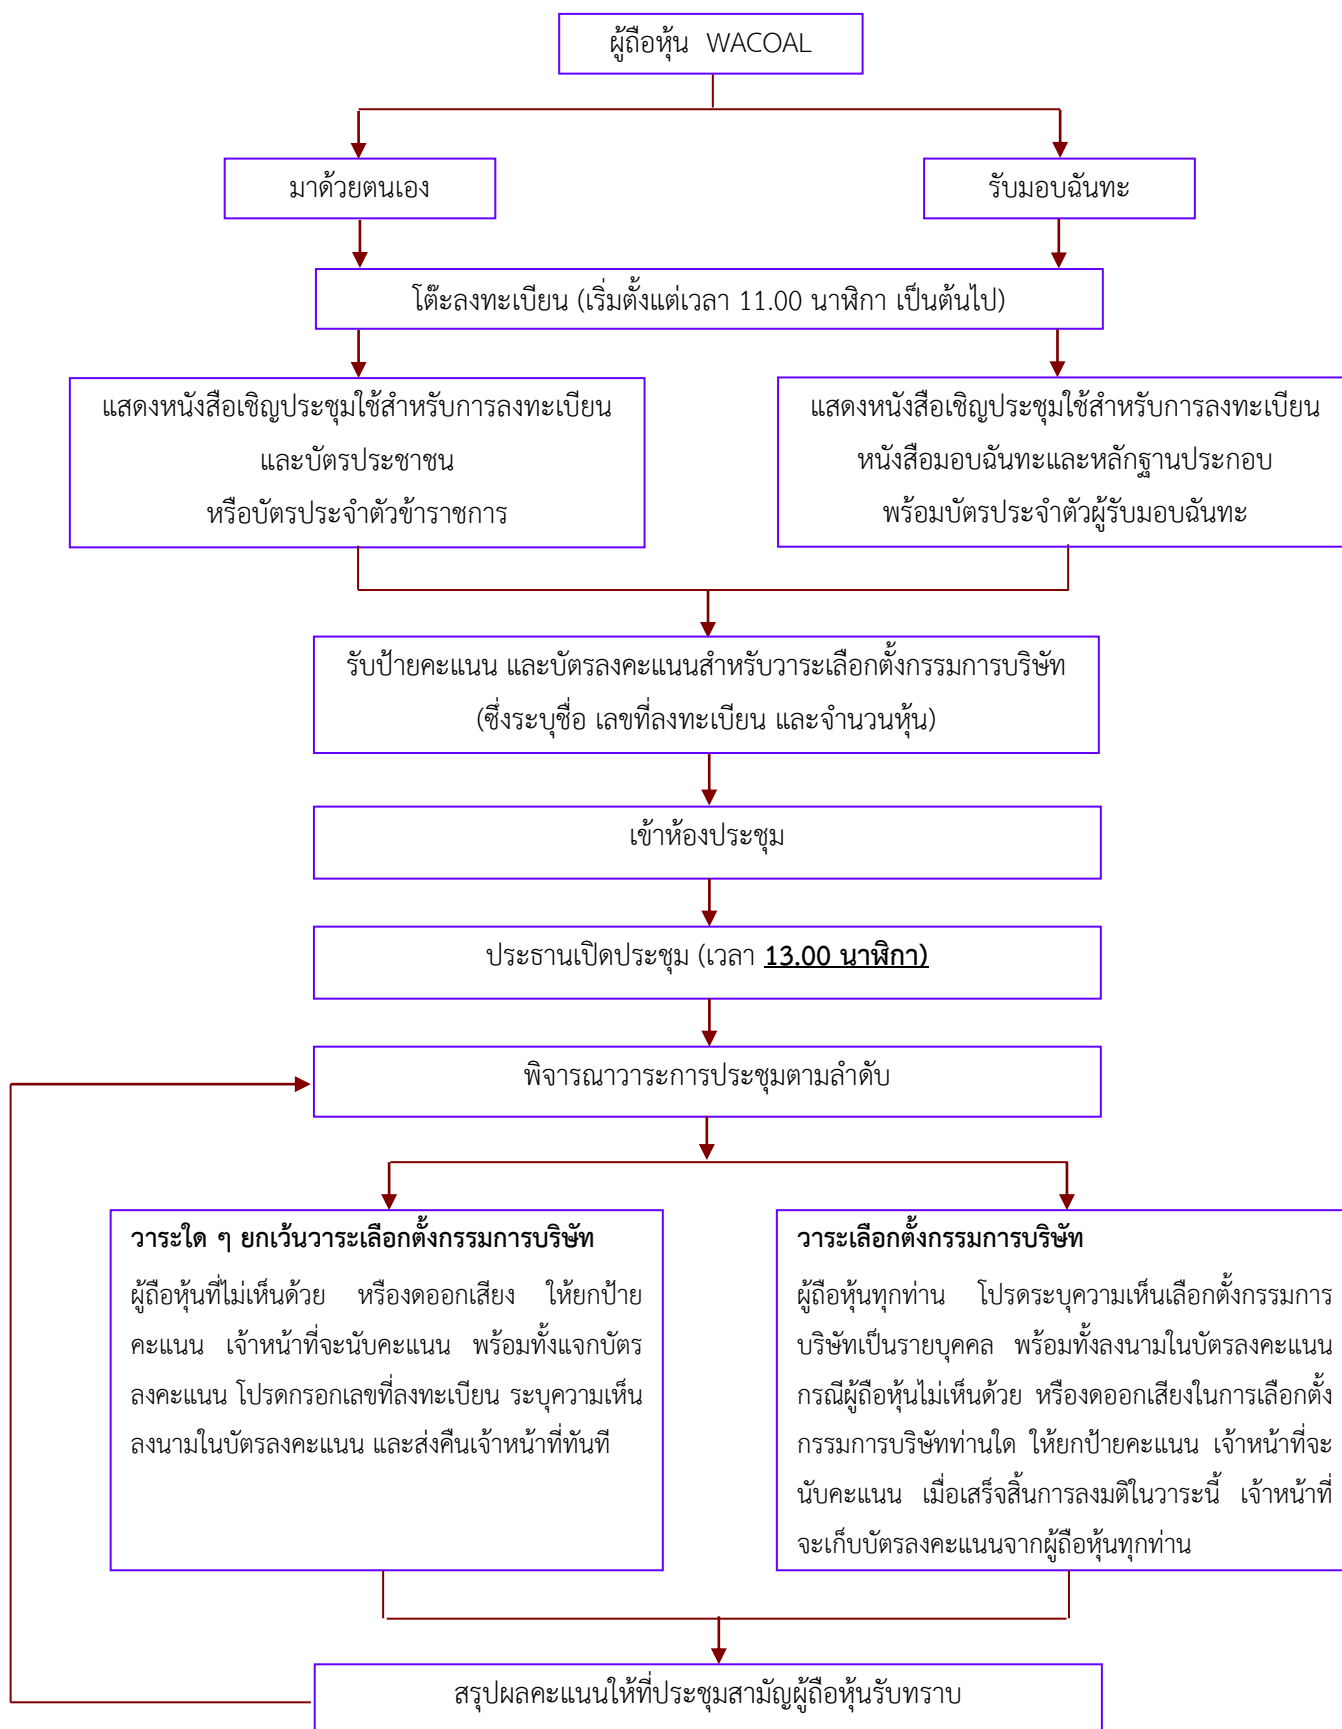 ผู้ถือหุ้น WACOAL
มาด้วยตนเอง
รับมอบฉันทะ
โต๊ะลงทะเบียน (เริ่มตั้งแต่เวลา 11.00 นาฬิกา เป็นต้นไป)
แสดงหนังสือเชิญประชุมใช้สำหรับการลงทะเบียน
และบัตรประชาชน
หรือบัตรประจำตัวข้าราชการ
แสดงหนังสือเชิญประชุมใช้สำหรับการลงทะเบียน
หนังสือมอบฉันทะและหลักฐานประกอบ
พร้อมบัตรประจำตัวผู้รับมอบฉันทะ
รับป้ายคะแนน และบัตรลงคะแนนสำหรับวาระเลือกตั้งกรรมการบริษัท
(ซึ่งระบุชื่อ เลขที่ลงทะเบียน และจำนวนหุ้น)
เข้าห้องประชุม
ประธานเปิดประชุม (เวลา 13.00 นาฬิกา)
พิจารณาวาระการประชุมตามลำดับ
วาระใด ๆ ยกเว้นวาระเลือกตั้งกรรมการบริษัท
ผู้ถือหุ้นที่ไม่เห็นด้วย หรืองดออกเสียง ให้ยกป้าย
คะแนน เจ้าหน้าที่จะนับคะแนน พร้อมทั้งแจกบัตร
ลงคะแนน โปรดกรอกเลขที่ลงทะเบียน ระบุความเห็น
ลงนามในบัตรลงคะแนน และส่งคืนเจ้าหน้าที่ทันที
วาระเลือกตั้งกรรมการบริษัท
ผู้ถือหุ้นทุกท่าน โปรดระบุความเห็นเลือกตั้งกรรมการ
บริษัทเป็นรายบุคคล พร้อมทั้งลงนามในบัตรลงคะแนน
กรณีผู้ถือหุ้นไม่เห็นด้วย หรืองดออกเสียงในการเลือกตั้ง
กรรมการบริษัทท่านใด ให้ยกป้ายคะแนน เจ้าหน้าที่จะ
นับคะแนน เมื่อเสร็จสิ้นการลงมติในวาระนี้ เจ้าหน้าที่
จะเก็บบัตรลงคะแนนจากผู้ถือหุ้นทุกท่าน
สรุปผลคะแนนให้ที่ประชุมสามัญผู้ถือหุ้นรับทราบ